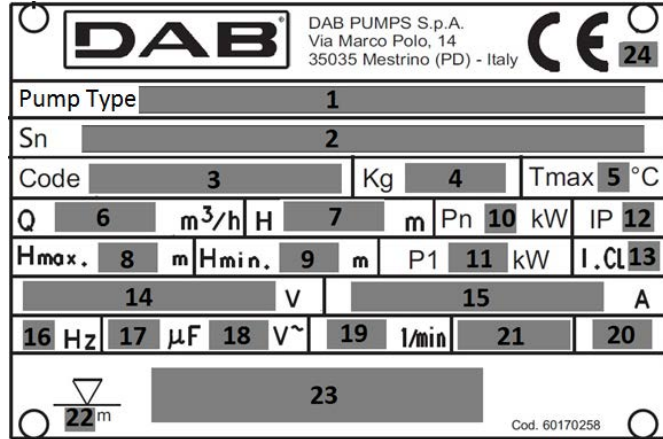 DAB
DAB PUMPS S.p.A.
Via Marco Polo, 14
35035 Mestrino (PD) - Italy
CE 24
Pump Type 1
Sn 2
Code 3 Kg 4 Tmax 5 °C
Q 6 m³/h H 7 m Pn 10 kW IP 12
Hmax. 8 m Hmin. 9 m P1 11 kW I.CL 13
14 V 15 A
16 Hz 17 µF 18 V~ 19 1/min 21 20
22 m 23
Cod. 60170258